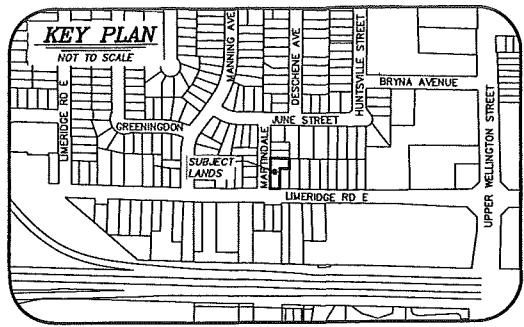 KEY PLAN
NOT TO SCALE
MANNING AVE
DESCHENE AVE
HUNTSVILLE STREET
BRYNA AVENUE
LIMERIDGE RD E
GREENINGDON
JUNE STREET
MARTINDALE
SUBJECT
LANDS
LIMERIDGE RD E
UPPER WELLINGTON STREET